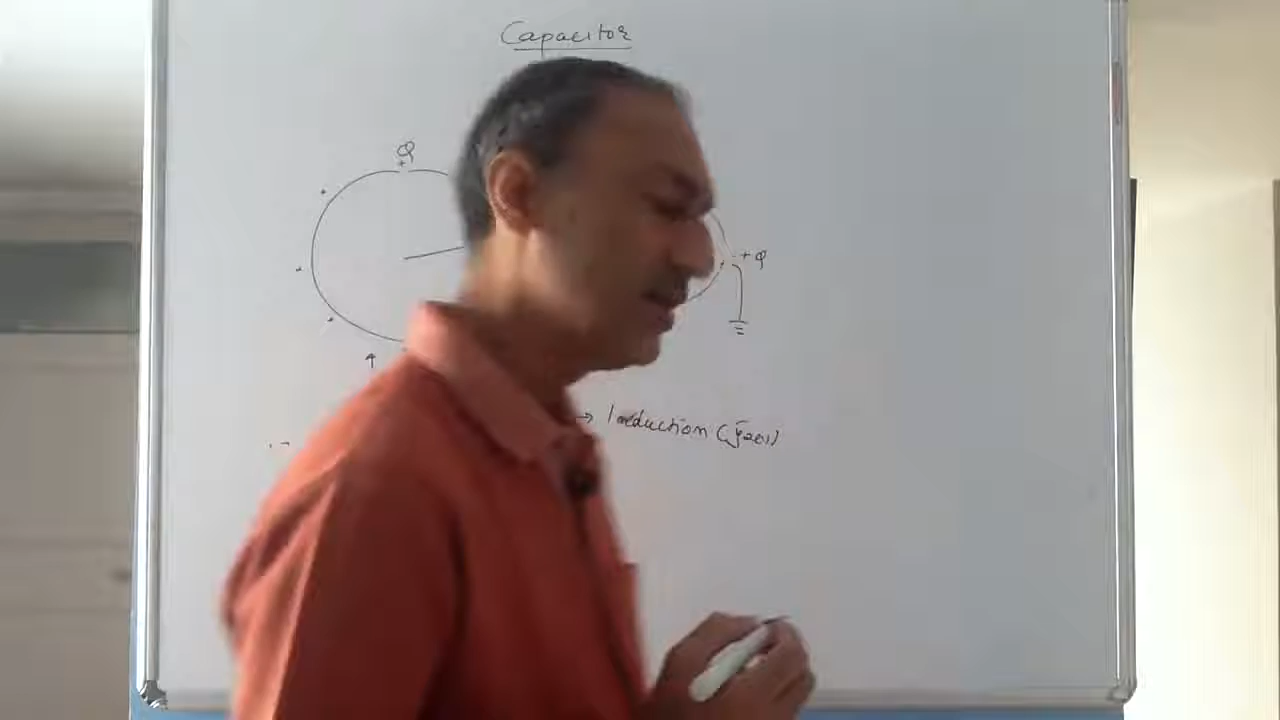 Capacitor
Q
+
+ Q
→ Induction